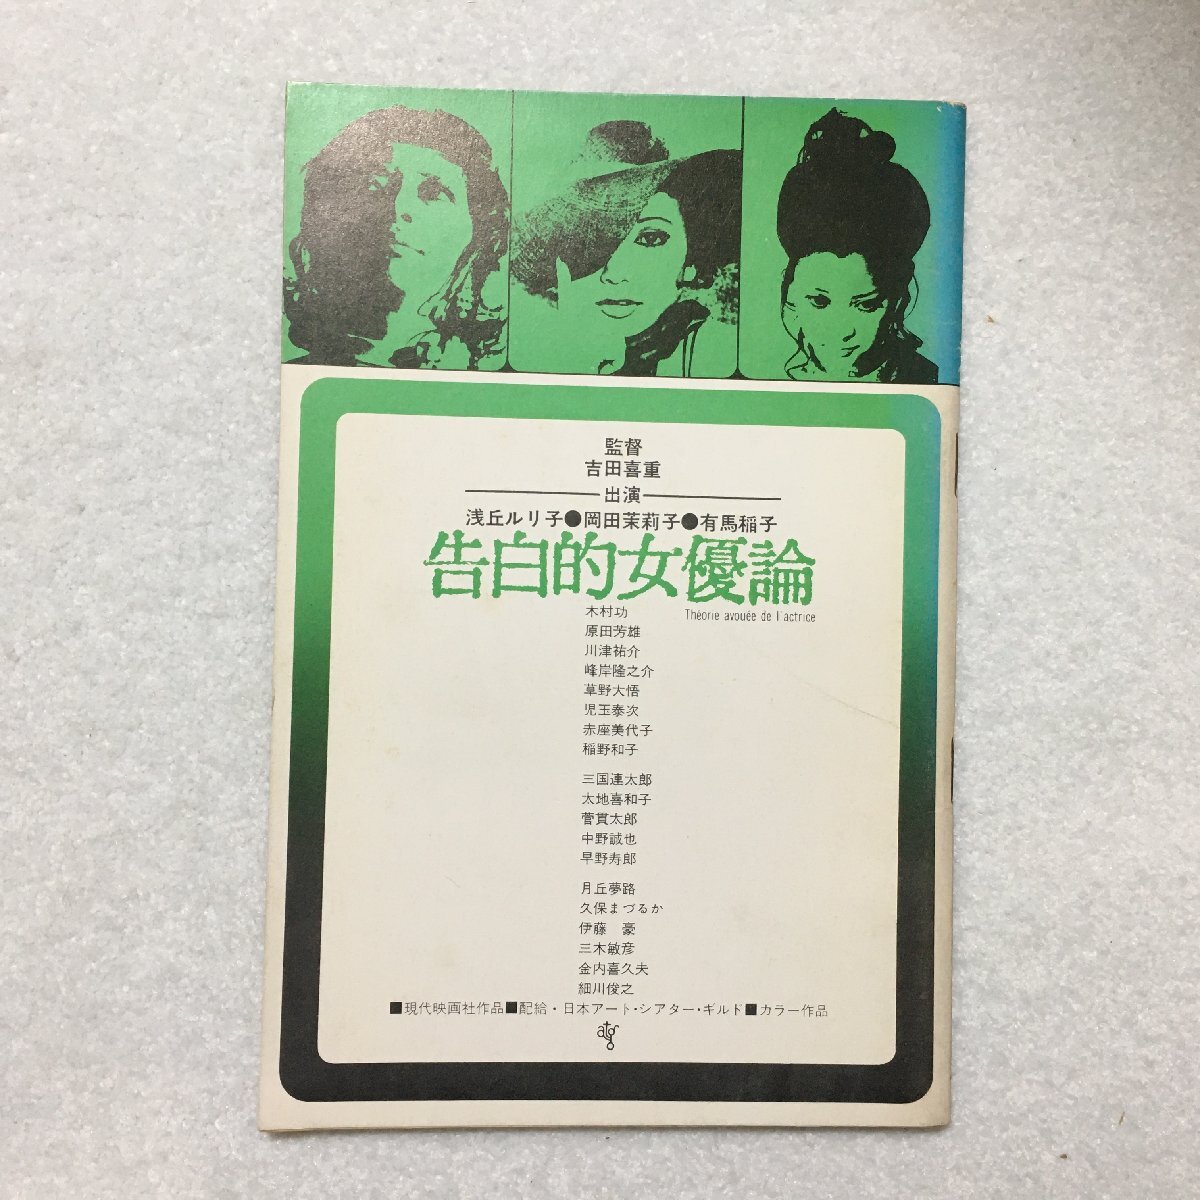 監督
吉田喜重
出演
浅丘ルリ子●岡田茉莉子●有馬稲子
告白的女優論
Théorie avouée de l'actrice
木村功
原田芳雄
川津祐介
峰岸隆之介
草野大悟
児玉泰次
赤座美代子
稲野和子
三国連太郎
太地喜和子
菅貫太郎
中野誠也
早野寿郎
月丘夢路
久保まづるか
伊藤 豪
三木敏彦
金内喜久夫
細川俊之
■現代映画社作品■配給・日本アート・シアター・ギルド■カラー作品
atg